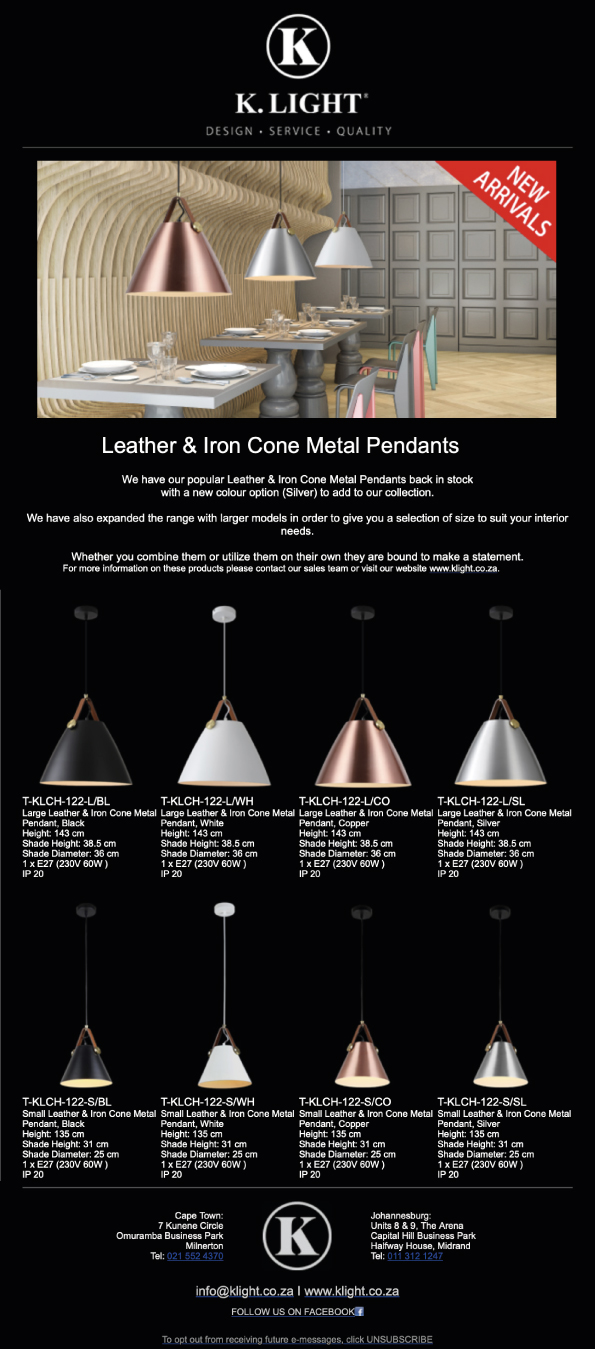 K
K. LIGHT®
DESIGN • SERVICE • QUALITY
NEW
ARRIVALS
Leather & Iron Cone Metal Pendants
We have our popular Leather & Iron Cone Metal Pendants back in stock
with a new colour option (Silver) to add to our collection.
We have also expanded the range with larger models in order to give you a selection of size to suit your interior
needs.
Whether you combine them or utilize them on their own they are bound to make a statement.
For more information on these products please contact our sales team or visit our website www.klight.co.za.
T-KLCH-122-L/BL
Large Leather & Iron Cone Metal
Pendant, Black
Height: 143 cm
Shade Height: 38.5 cm
Shade Diameter: 36 cm
1 x E27 (230V 60W )
IP 20
T-KLCH-122-L/WH
Large Leather & Iron Cone Metal
Pendant, White
Height: 143 cm
Shade Height: 38.5 cm
Shade Diameter: 36 cm
1 x E27 (230V 60W )
IP 20
T-KLCH-122-L/CO
Large Leather & Iron Cone Metal
Pendant, Copper
Height: 143 cm
Shade Height: 38.5 cm
Shade Diameter: 36 cm
1 x E27 (230V 60W )
IP 20
T-KLCH-122-L/SL
Large Leather & Iron Cone Metal
Pendant, Silver
Height: 143 cm
Shade Height: 38.5 cm
Shade Diameter: 36 cm
1 x E27 (230V 60W )
IP 20
T-KLCH-122-S/BL
Small Leather & Iron Cone Metal
Pendant, Black
Height: 135 cm
Shade Height: 31 cm
Shade Diameter: 25 cm
1 x E27 (230V 60W )
IP 20
T-KLCH-122-S/WH
Small Leather & Iron Cone Metal
Pendant, White
Height: 135 cm
Shade Height: 31 cm
Shade Diameter: 25 cm
1 x E27 (230V 60W )
IP 20
T-KLCH-122-S/CO
Small Leather & Iron Cone Metal
Pendant, Copper
Height: 135 cm
Shade Height: 31 cm
Shade Diameter: 25 cm
1 x E27 (230V 60W )
IP 20
T-KLCH-122-S/SL
Small Leather & Iron Cone Metal
Pendant, Silver
Height: 135 cm
Shade Height: 31 cm
Shade Diameter: 25 cm
1 x E27 (230V 60W )
IP 20
Cape Town:
7 Kunene Circle
Omuramba Business Park
Milnerton
Tel: 021 552 4370
K
Johannesburg:
Units 8 & 9, The Arena
Capital Hill Business Park
Halfway House, Midrand
Tel: 011 312 1247
info@klight.co.za I www.klight.co.za
FOLLOW US ON FACEBOOK f
To opt out from receiving future e-messages, click UNSUBSCRIBE